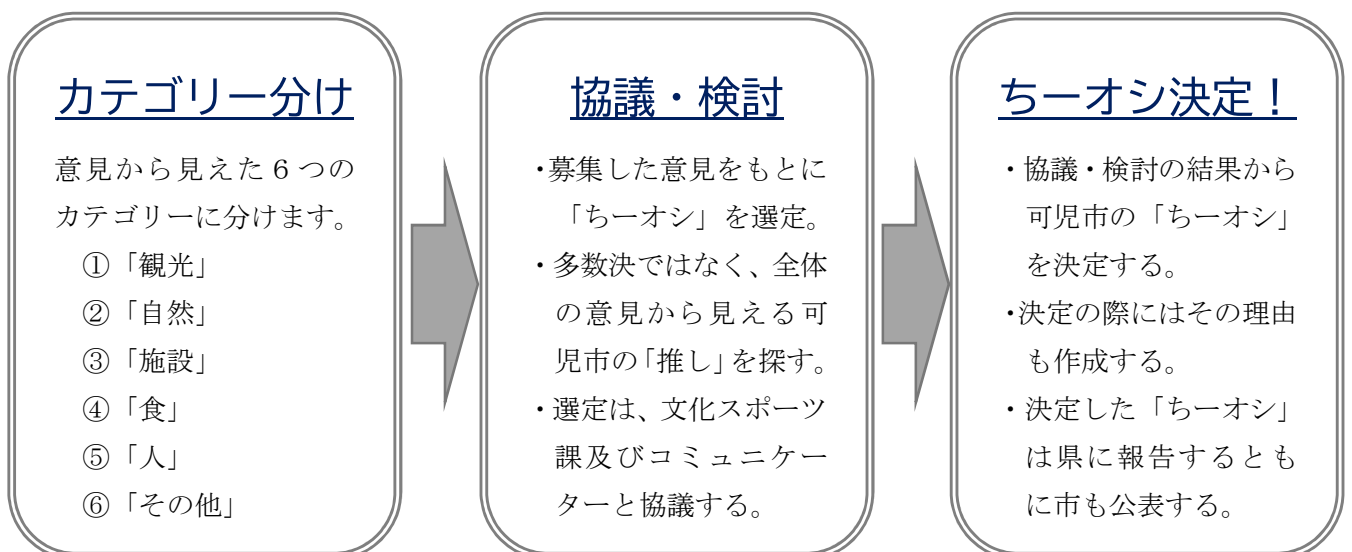 カテゴリー分け
意見から見えた6つの
カテゴリーに分けます。
①「観光」
②「自然」
③「施設」
④「食」
⑤「人」
⑥「その他」
協議・検討
・募集した意見をもとに
「ちーオシ」を選定。
・多数決ではなく、全体
の意見から見える可
児市の「推し」を探す。
・選定は、文化スポーツ
課及びコミュニケー
ターと協議する。
ちーオシ決定！
・協議・検討の結果から
可児市の「ちーオシ」
を決定する。
・決定の際にはその理由
も作成する。
・決定した「ちーオシ」
は県に報告するとも
に市も公表する。